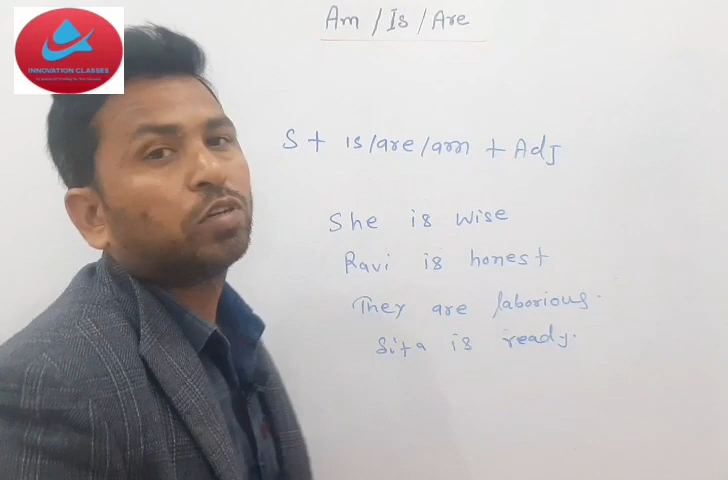 Am / Is / Are
INNOVATION CLASSES
S + is/are/am + Adj
She is wise
Ravi is honest
They are laborious.
Sita is ready.